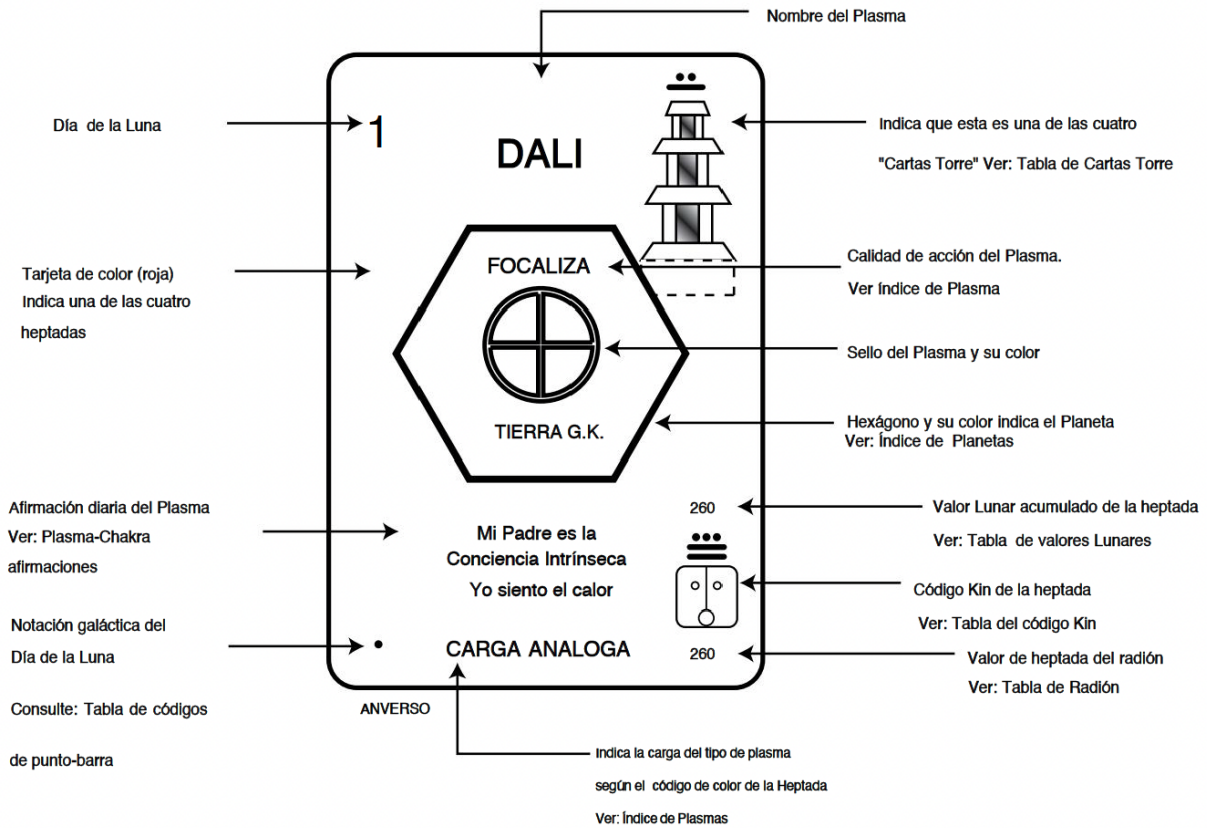 Nombre del Plasma
Día de la Luna
1
DALI
Indica que esta es una de las cuatro
"Cartas Torre" Ver: Tabla de Cartas Torre
Tarjeta de color (roja)
Indica una de las cuatro
heptadas
FOCALIZA
Calidad de acción del Plasma.
Ver índice de Plasma
Sello del Plasma y su color
TIERRA G.K.
Hexágono y su color indica el Planeta
Ver: Índice de Planetas
Afirmación diaria del Plasma
Ver: Plasma-Chakra
afirmaciones
Mi Padre es la
Conciencia Intrínseca
Yo siento el calor
260
Valor Lunar acumulado de la heptada
Ver: Tabla de valores Lunares
Código Kin de la heptada
Ver: Tabla del código Kin
Notación galáctica del
Día de la Luna
Consulte: Tabla de códigos
de punto-barra
CARGA ANALOGA
260
Valor de heptada del radión
Ver: Tabla de Radión
ANVERSO
Indica la carga del tipo de plasma
según el código de color de la Heptada
Ver: Índice de Plasmas